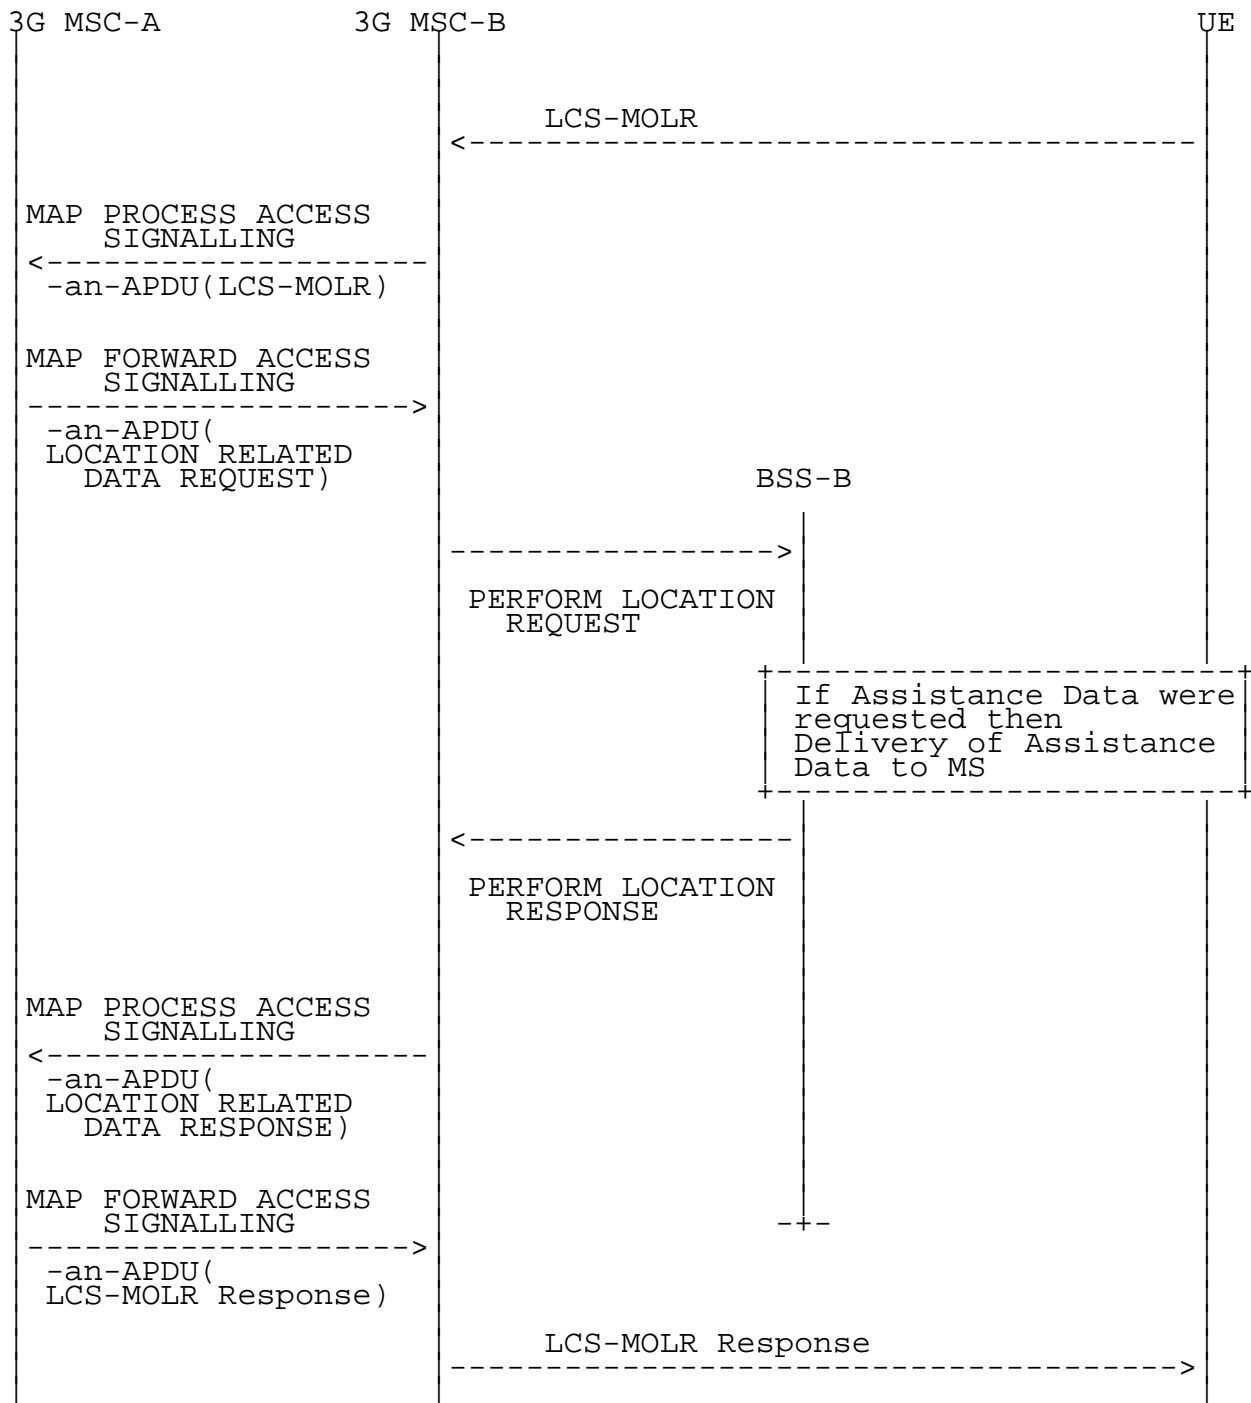 3G MSC-A 3G MSC-B UE
LCS-MOLR
MAP PROCESS ACCESS
SIGNALLING
-an-APDU(LCS-MOLR)
MAP FORWARD ACCESS
SIGNALLING
-an-APDU(
LOCATION RELATED
DATA REQUEST)
BSS-B
PERFORM LOCATION
REQUEST
If Assistance Data were
requested then
Delivery of Assistance
Data to MS
PERFORM LOCATION
RESPONSE
MAP PROCESS ACCESS
SIGNALLING
-an-APDU(
LOCATION RELATED
DATA RESPONSE)
MAP FORWARD ACCESS
SIGNALLING
-an-APDU(
LCS-MOLR Response)
LCS-MOLR Response